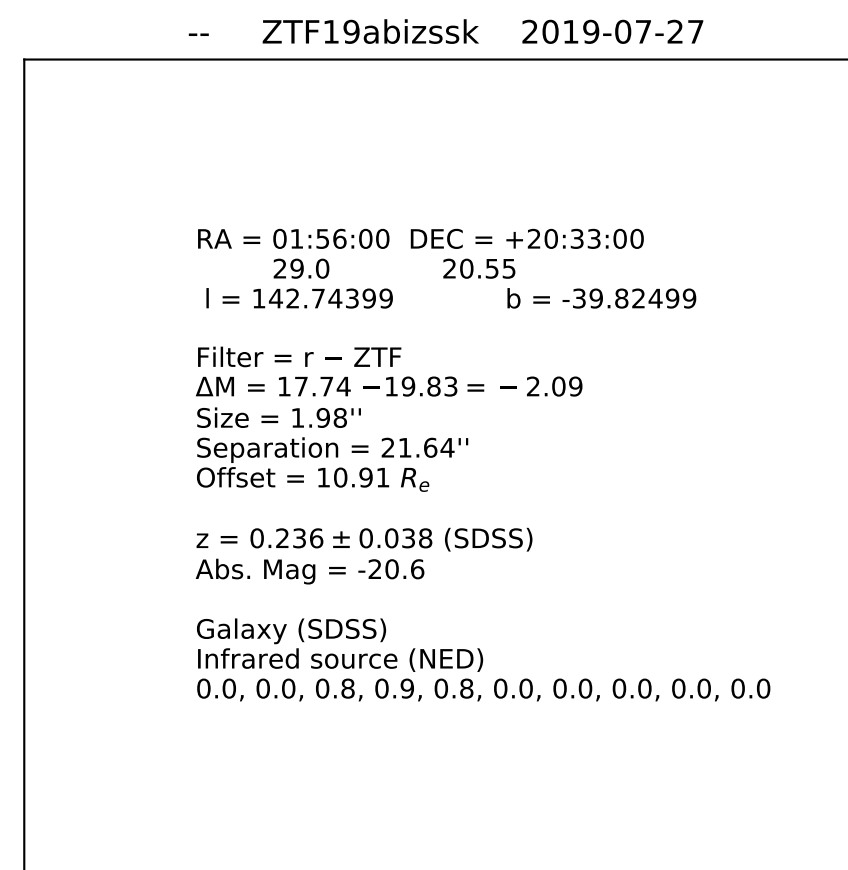 -- ZTF19abizssk 2019-07-27
RA = 01:56:00 DEC = +20:33:00
29.0 20.55
l = 142.74399 b = -39.82499
Filter = r − ZTF
ΔM = 17.74 −19.83 = − 2.09
Size = 1.98''
Separation = 21.64''
Offset = 10.91 Re
z = 0.236 ± 0.038 (SDSS)
Abs. Mag = -20.6
Galaxy (SDSS)
Infrared source (NED)
0.0, 0.0, 0.8, 0.9, 0.8, 0.0, 0.0, 0.0, 0.0, 0.0